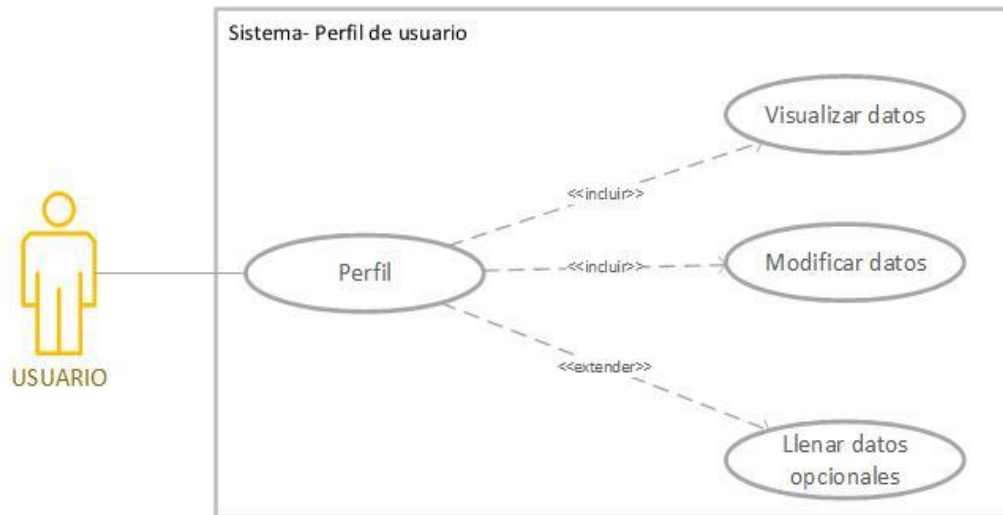 Sistema- Perfil de usuario
Visualizar datos
<<incluir>>
Perfil
<<incluir>>
Modificar datos
USUARIO
<<extender>>
Llenar datos
opcionales